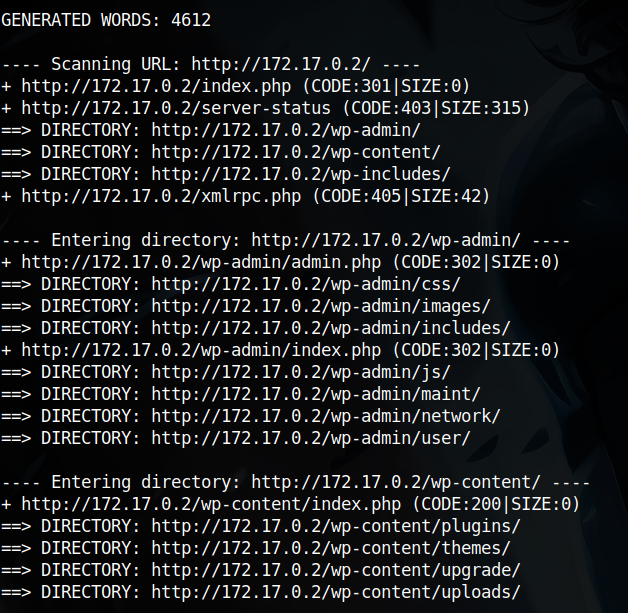 GENERATED WORDS: 4612
---- Scanning URL: http://172.17.0.2/ ----
+ http://172.17.0.2/index.php (CODE:301|SIZE:0)
+ http://172.17.0.2/server-status (CODE:403|SIZE:315)
==> DIRECTORY: http://172.17.0.2/wp-admin/
==> DIRECTORY: http://172.17.0.2/wp-content/
==> DIRECTORY: http://172.17.0.2/wp-includes/
+ http://172.17.0.2/xmlrpc.php (CODE:405|SIZE:42)
---- Entering directory: http://172.17.0.2/wp-admin/ ----
+ http://172.17.0.2/wp-admin/admin.php (CODE:302|SIZE:0)
==> DIRECTORY: http://172.17.0.2/wp-admin/css/
==> DIRECTORY: http://172.17.0.2/wp-admin/images/
==> DIRECTORY: http://172.17.0.2/wp-admin/includes/
+ http://172.17.0.2/wp-admin/index.php (CODE:302|SIZE:0)
==> DIRECTORY: http://172.17.0.2/wp-admin/js/
==> DIRECTORY: http://172.17.0.2/wp-admin/maint/
==> DIRECTORY: http://172.17.0.2/wp-admin/network/
==> DIRECTORY: http://172.17.0.2/wp-admin/user/
---- Entering directory: http://172.17.0.2/wp-content/ ----
+ http://172.17.0.2/wp-content/index.php (CODE:200|SIZE:0)
==> DIRECTORY: http://172.17.0.2/wp-content/plugins/
==> DIRECTORY: http://172.17.0.2/wp-content/themes/
==> DIRECTORY: http://172.17.0.2/wp-content/upgrade/
==> DIRECTORY: http://172.17.0.2/wp-content/uploads/